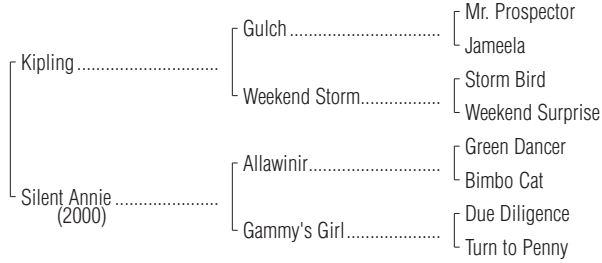 Mr. Prospector
Gulch
Jameela
Kipling
Storm Bird
Weekend Storm
Weekend Surprise
Green Dancer
Allawinir
Bimbo Cat
Silent Annie
(2000)
Due Diligence
Gammy's Girl
Turn to Penny